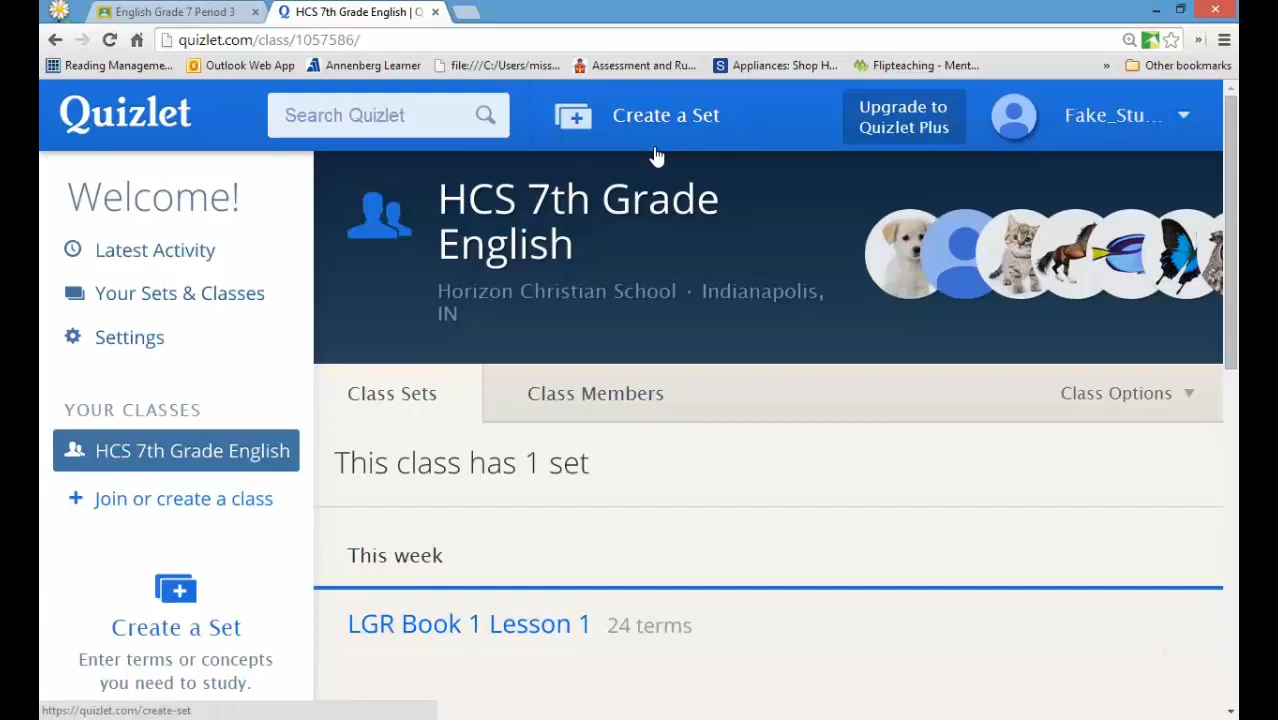 English Grade 7 Period 3
HCS 7th Grade English | Q
quizlet.com/class/1057586/
Reading Manageme...
Outlook Web App
Annenberg Learner
file:///C:/Users/miss...
Assessment and Ru...
Appliances: Shop H...
Flipteaching - Ment...
»
Other bookmarks
Quizlet
Search Quizlet
Create a Set
Upgrade to
Quizlet Plus
Fake_Stu...
Welcome!
Latest Activity
Your Sets & Classes
Settings
YOUR CLASSES
HCS 7th Grade English
+ Join or create a class
Create a Set
Enter terms or concepts
you need to study.
HCS 7th Grade
English
Horizon Christian School · Indianapolis,
IN
Class Sets
Class Members
Class Options
This class has 1 set
This week
LGR Book 1 Lesson 1 24 terms
https://quizlet.com/create-set